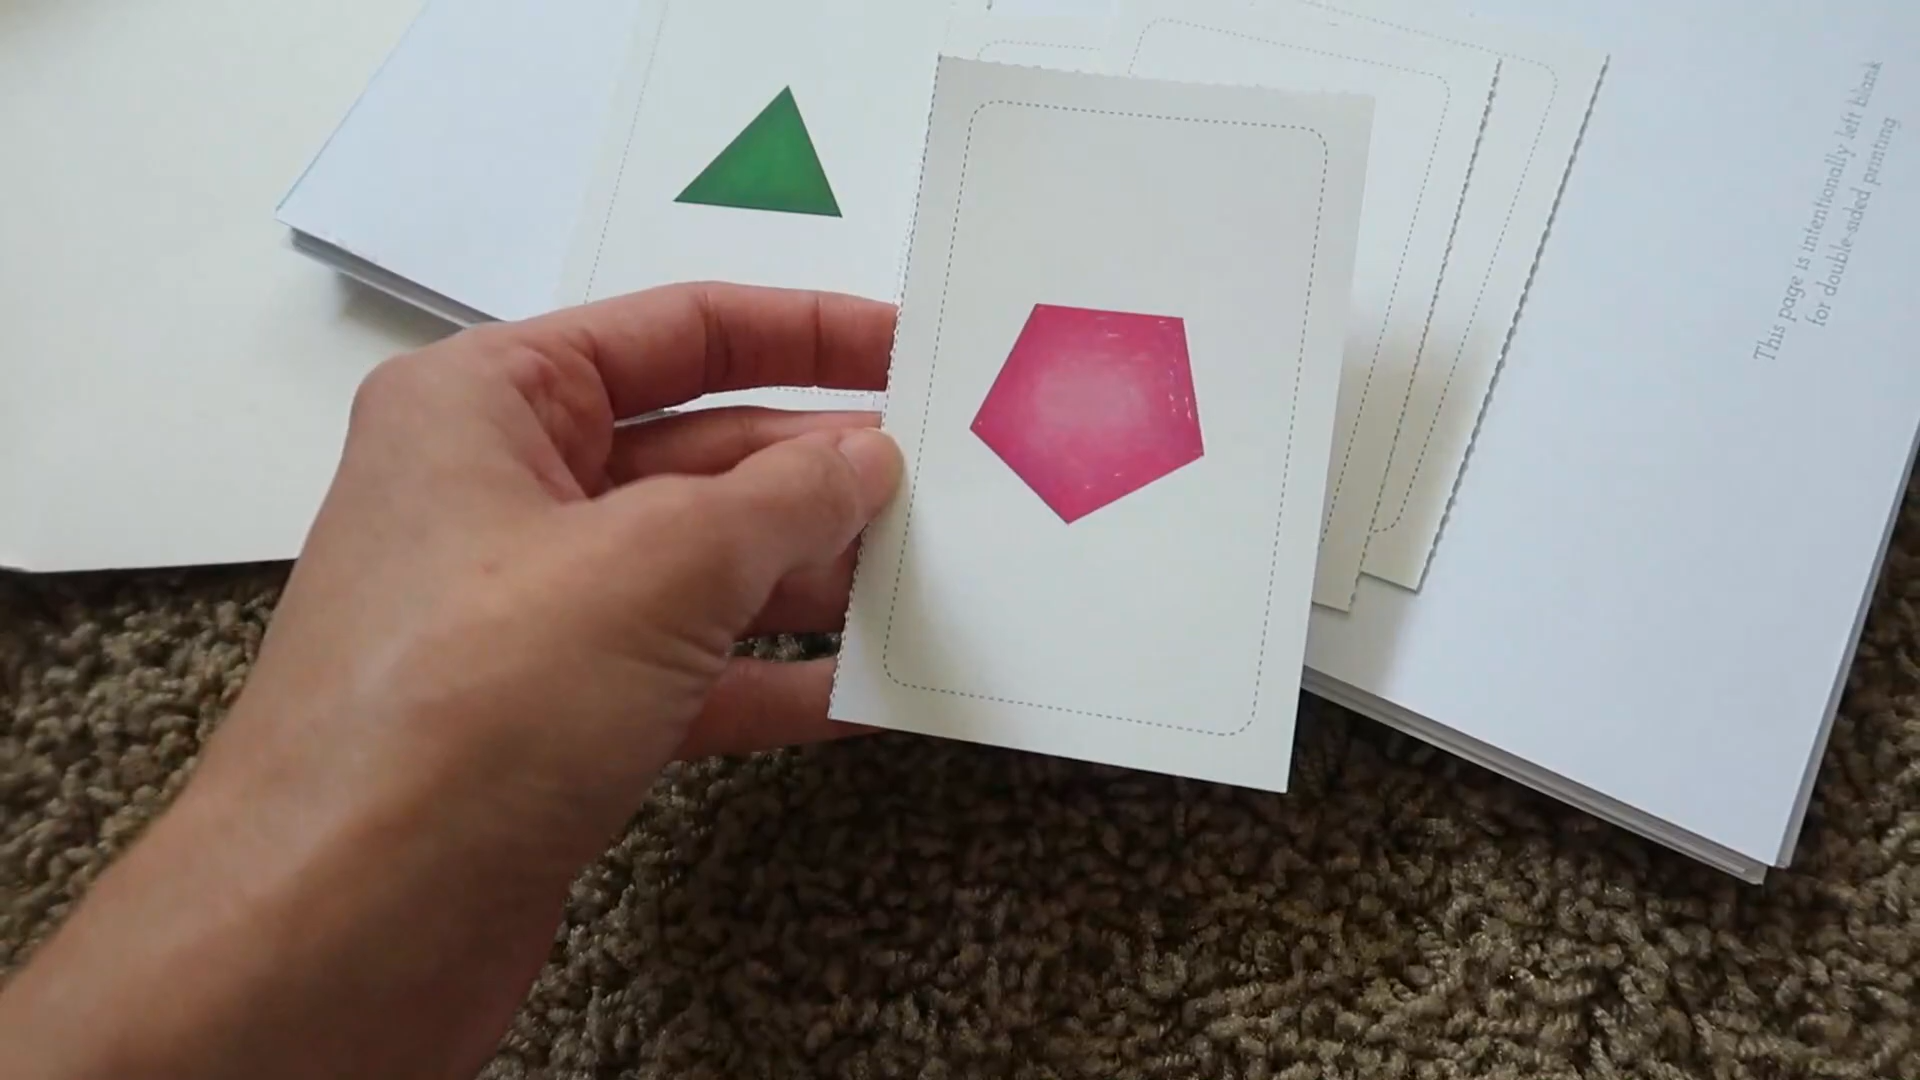 This page is intentionally left blank
for double-sided printing